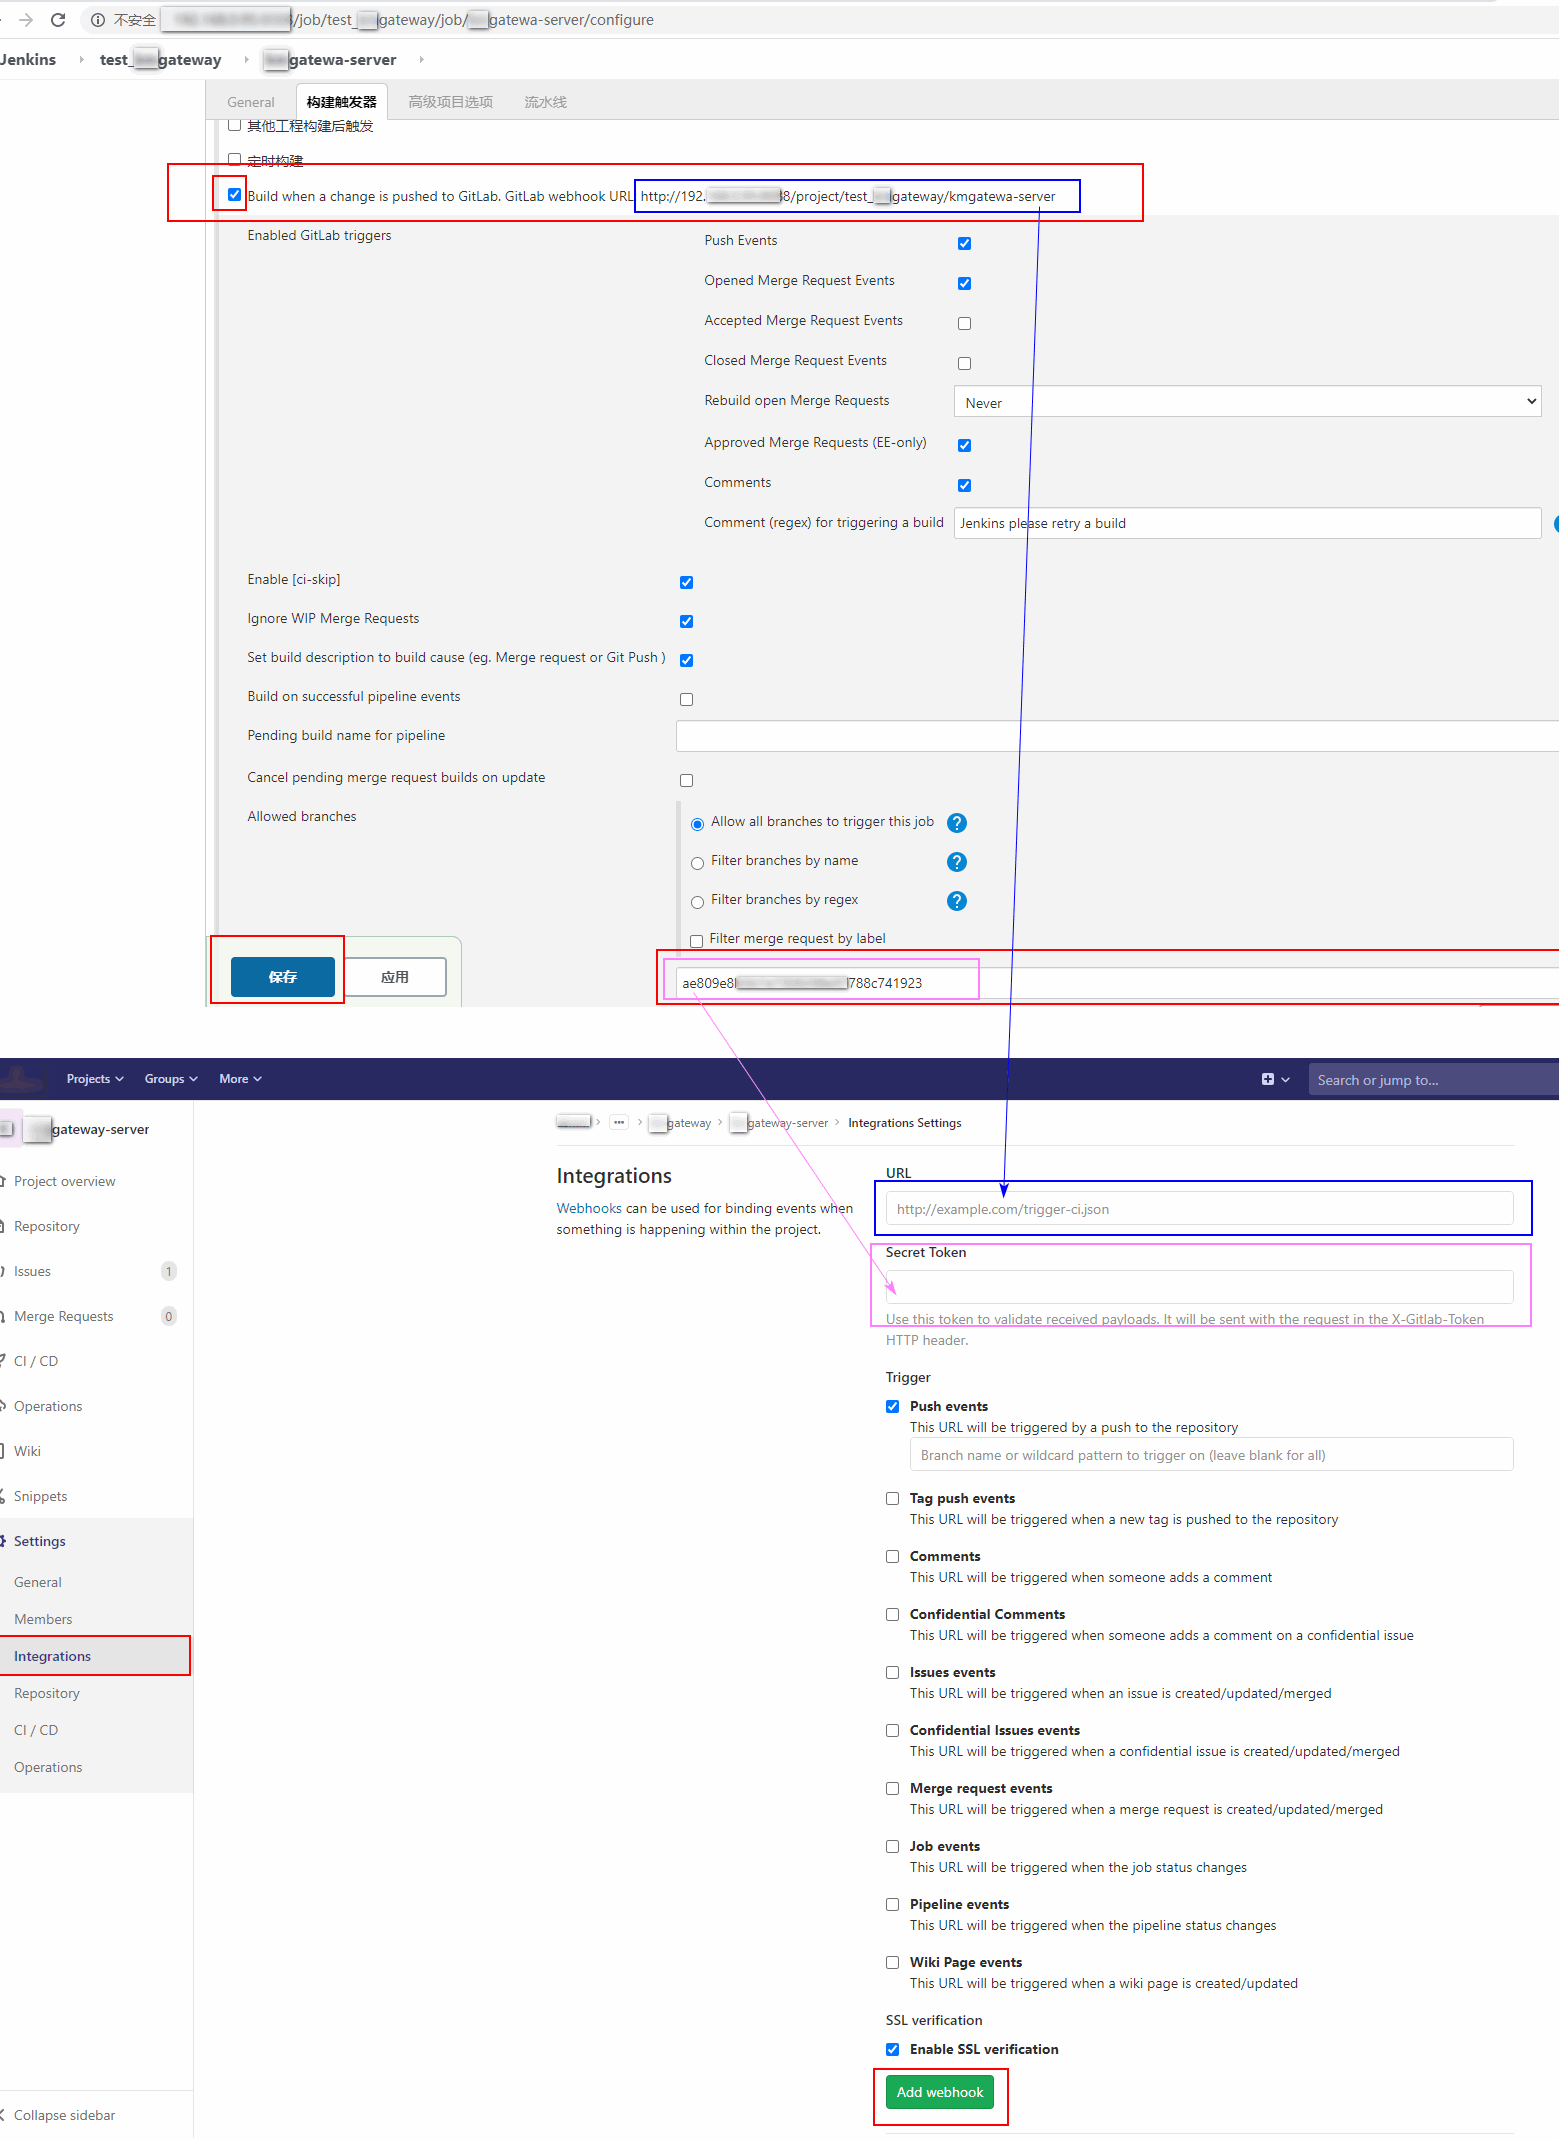 不安全 /job/test_ gateway/job/ gatewa-server/configure
Jenkins test_ gateway gatewa-server
General 构建触发器 高级项目选项 流水线
其他工程构建后触发
定时构建
Build when a change is pushed to GitLab. GitLab webhook URL http://192. 8/project/test_ gateway/kmgatewa-server
Enabled GitLab triggers
Push Events
Opened Merge Request Events
Accepted Merge Request Events
Closed Merge Request Events
Rebuild open Merge Requests Never
Approved Merge Requests (EE-only)
Comments
Comment (regex) for triggering a build Jenkins please retry a build
Enable [ci-skip]
Ignore WIP Merge Requests
Set build description to build cause (eg. Merge request or Git Push )
Build on successful pipeline events
Pending build name for pipeline
Cancel pending merge request builds on update
Allowed branches
Allow all branches to trigger this job
Filter branches by name
Filter branches by regex
Filter merge request by label
保存 应用
ae809e8 788c741923
Projects Groups More Search or jump to...
gateway-server
Project overview
Repository
Issues 1
Merge Requests 0
CI / CD
Operations
Wiki
Snippets
Settings
General
Members
Integrations
Repository
CI / CD
Operations
Collapse sidebar
gateway gateway-server Integrations Settings
Integrations
Webhooks can be used for binding events when
something is happening within the project.
URL
http://example.com/trigger-ci.json
Secret Token
Use this token to validate received payloads. It will be sent with the request in the X-Gitlab-Token
HTTP header.
Trigger
Push events
This URL will be triggered by a push to the repository
Branch name or wildcard pattern to trigger on (leave blank for all)
Tag push events
This URL will be triggered when a new tag is pushed to the repository
Comments
This URL will be triggered when someone adds a comment
Confidential Comments
This URL will be triggered when someone adds a comment on a confidential issue
Issues events
This URL will be triggered when an issue is created/updated/merged
Confidential Issues events
This URL will be triggered when a confidential issue is created/updated/merged
Merge request events
This URL will be triggered when a merge request is created/updated/merged
Job events
This URL will be triggered when the job status changes
Pipeline events
This URL will be triggered when the pipeline status changes
Wiki Page events
This URL will be triggered when a wiki page is created/updated
SSL verification
Enable SSL verification
Add webhook